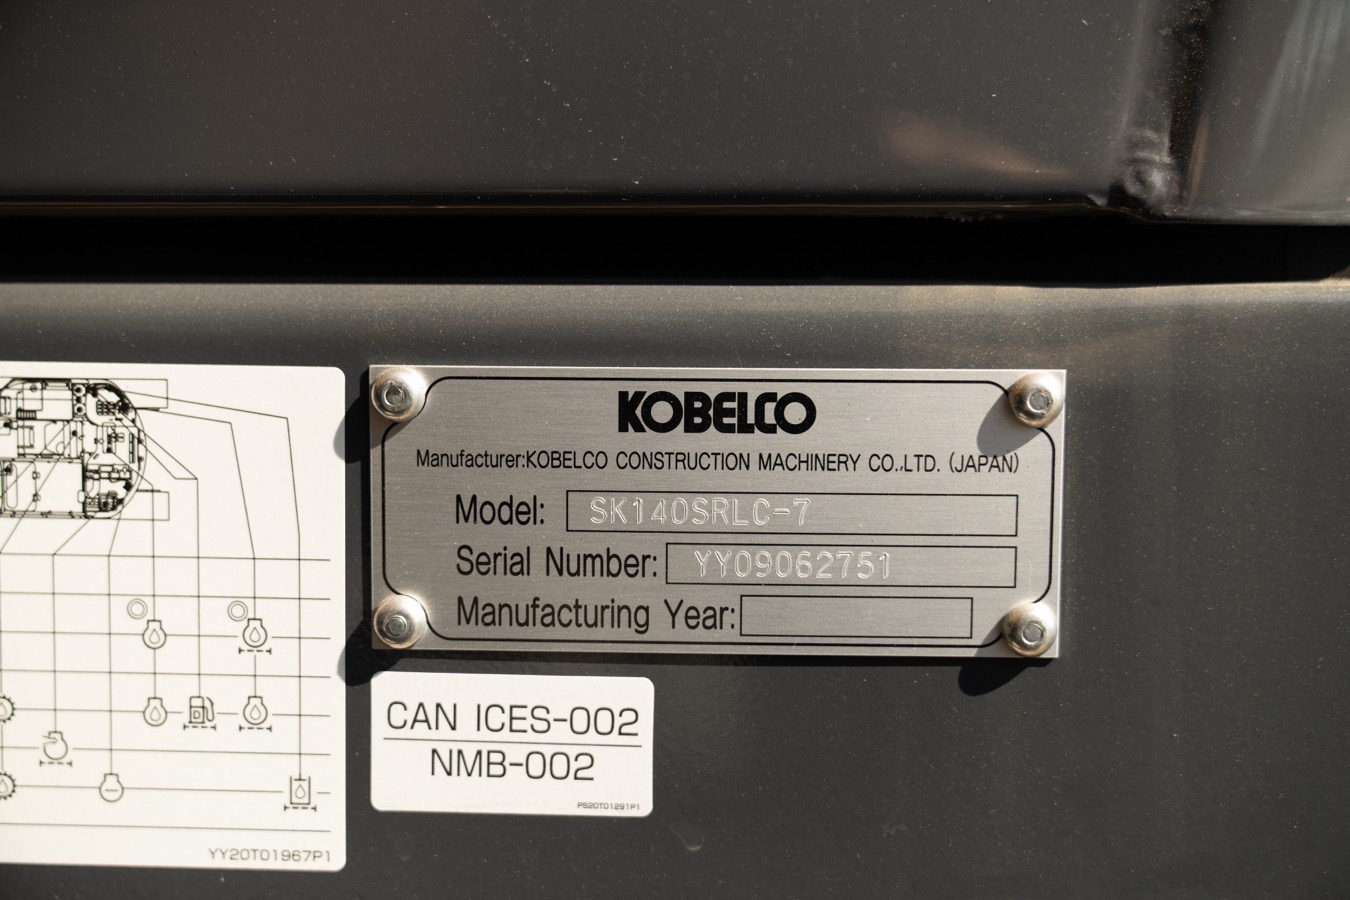 KOBELCO
Manufacturer:KOBELCO CONSTRUCTION MACHINERY CO.,LTD. (JAPAN)
Model: SK140SRLC-7
Serial Number: YY09062751
Manufacturing Year:
CAN ICES-002
NMB-002
PS20T01291P1
YY20T01967P1